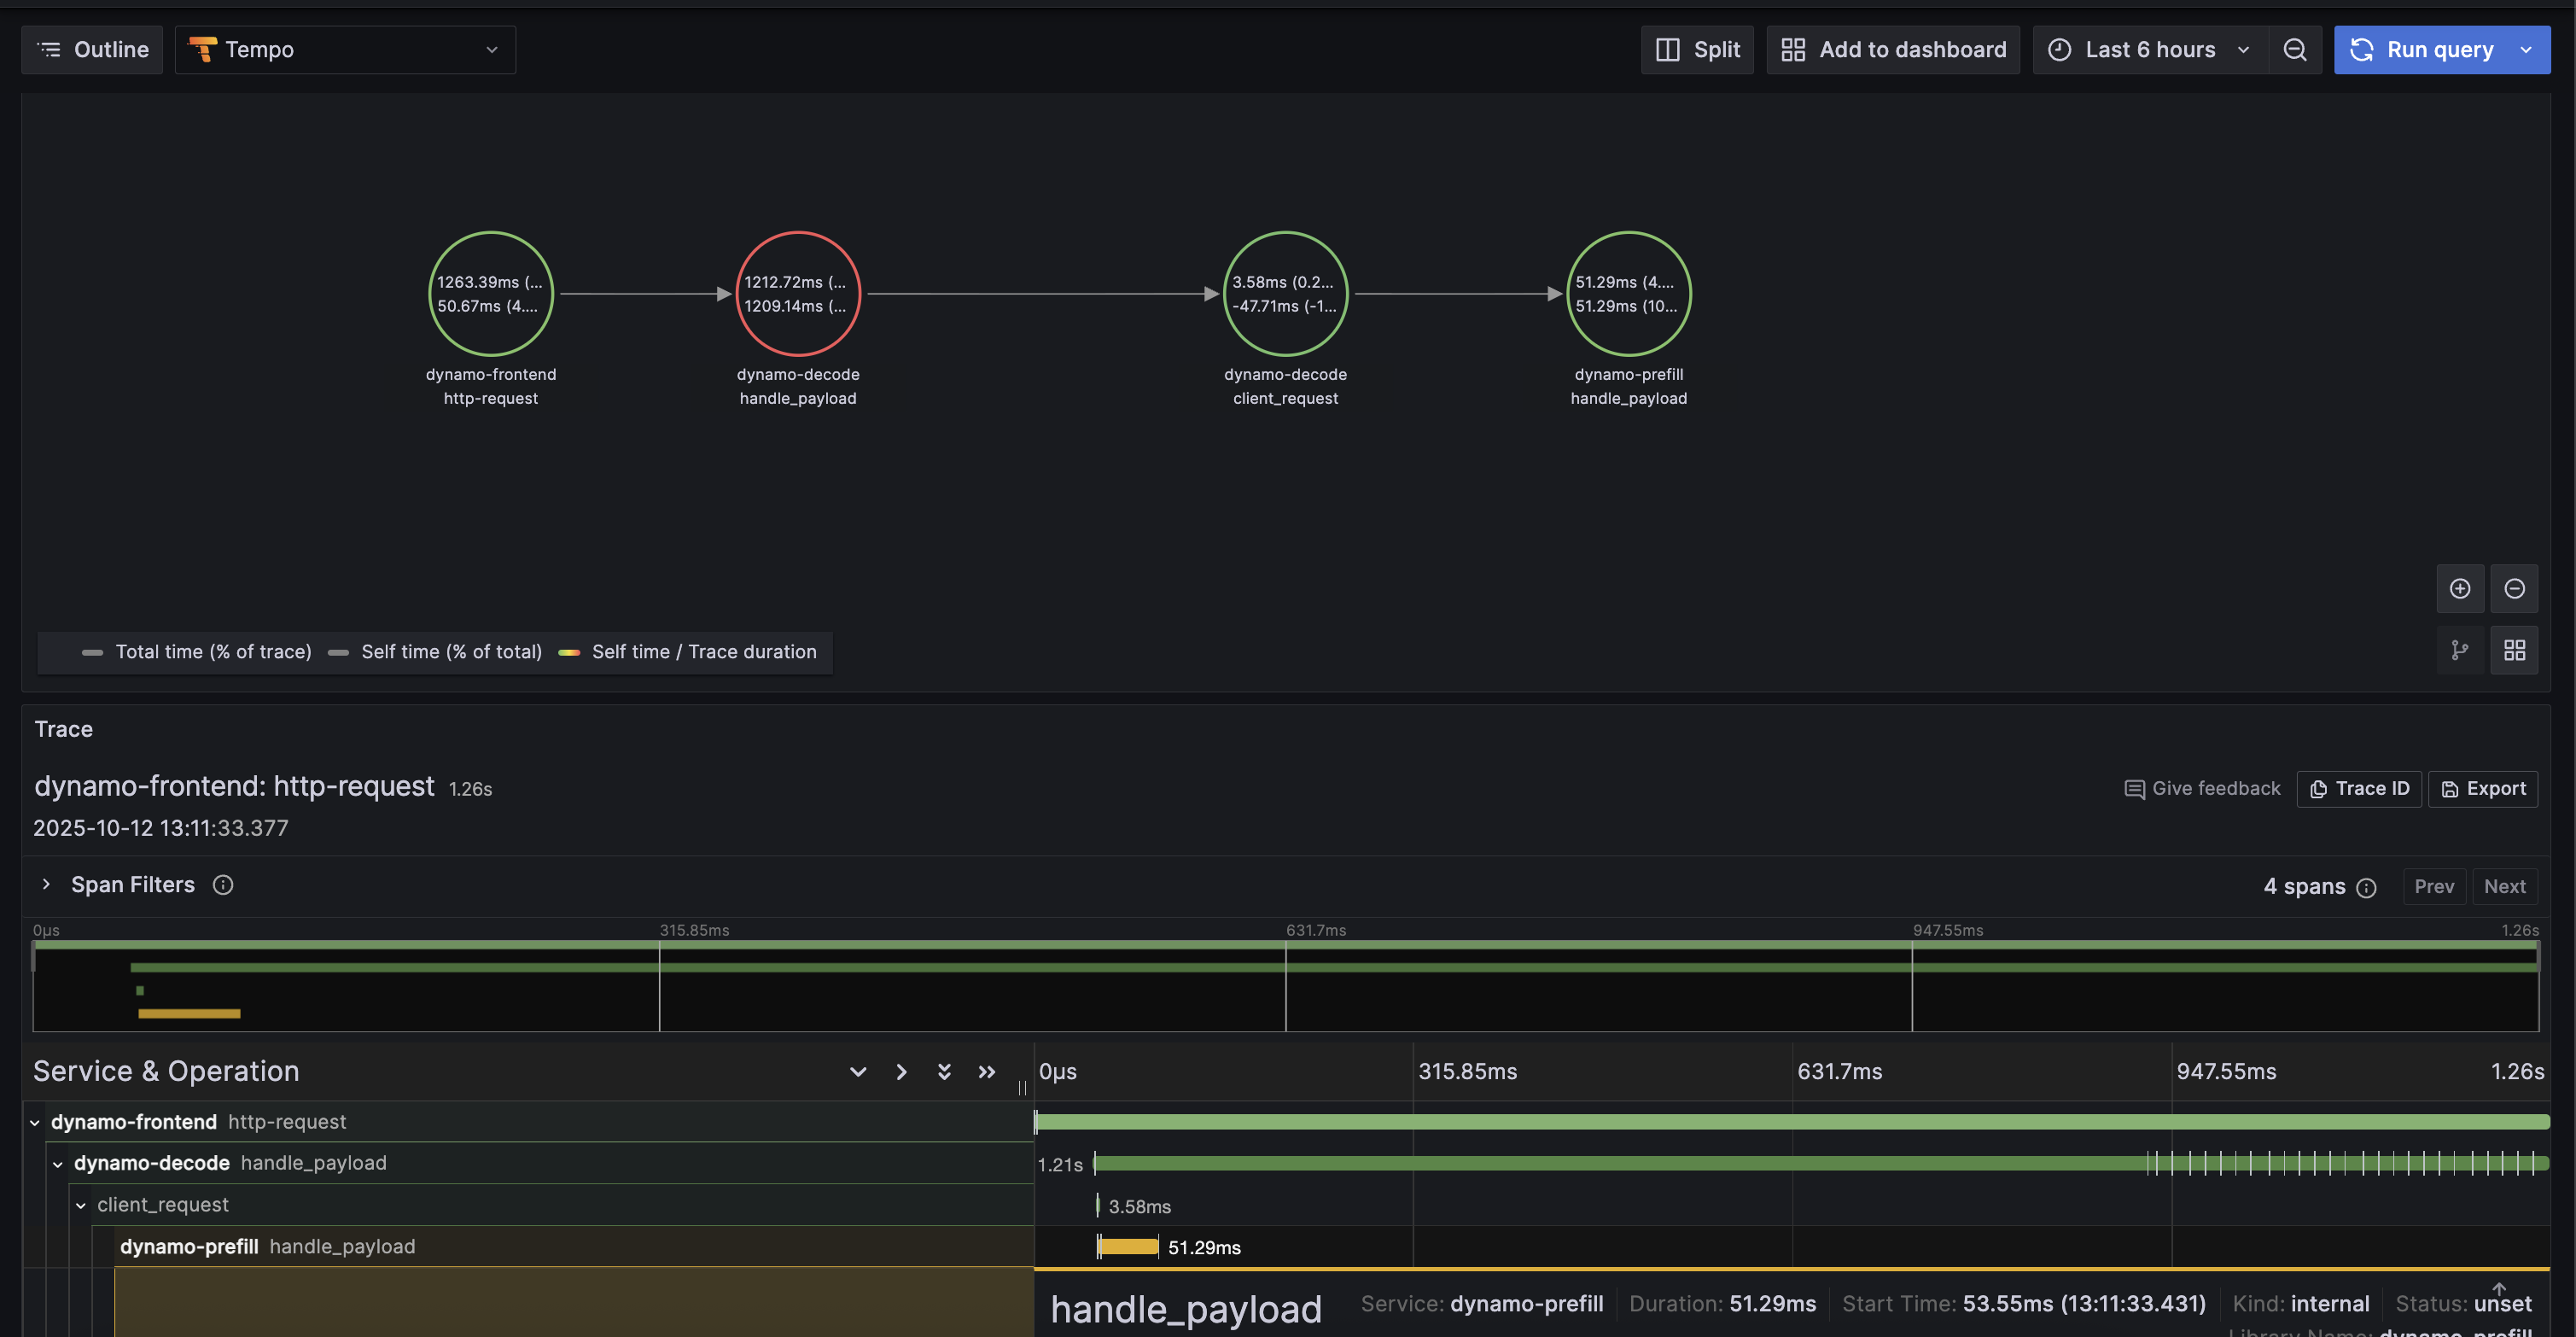 Outline
Tempo
Split
Add to dashboard
Last 6 hours
Run query
1263.39ms (...
50.67ms (4....
dynamo-frontend
http-request
1212.72ms (...
1209.14ms (...
dynamo-decode
handle_payload
3.58ms (0.2...
-47.71ms (-1...
dynamo-decode
client_request
51.29ms (4....
51.29ms (10...
dynamo-prefill
handle_payload
Total time (% of trace)
Self time (% of total)
Self time / Trace duration
Trace
dynamo-frontend: http-request 1.26s
2025-10-12 13:11:33.377
Give feedback
Trace ID
Export
Span Filters
4 spans
Prev
Next
0μs
315.85ms
631.7ms
947.55ms
1.26s
Service & Operation
0μs
315.85ms
631.7ms
947.55ms
1.26s
dynamo-frontend http-request
dynamo-decode handle_payload
1.21s
client_request
3.58ms
dynamo-prefill handle_payload
51.29ms
handle_payload
Service: dynamo-prefill
Duration: 51.29ms
Start Time: 53.55ms (13:11:33.431)
Kind: internal
Status: unset
Library Name: dynamo-prefill